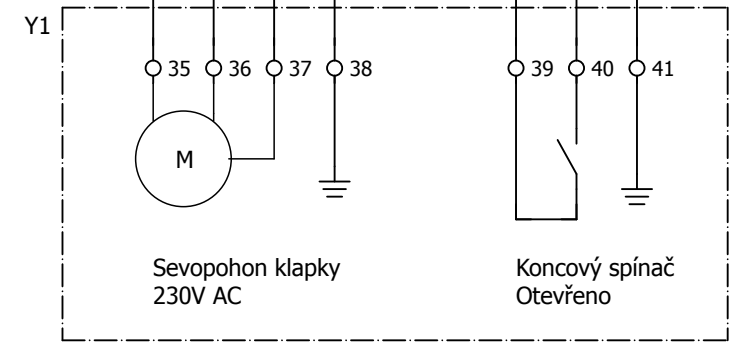 Y1
35 36 37 38 39 40 41
M
Sevopohon klapky
230V AC
Koncový spínač
Otevřeno